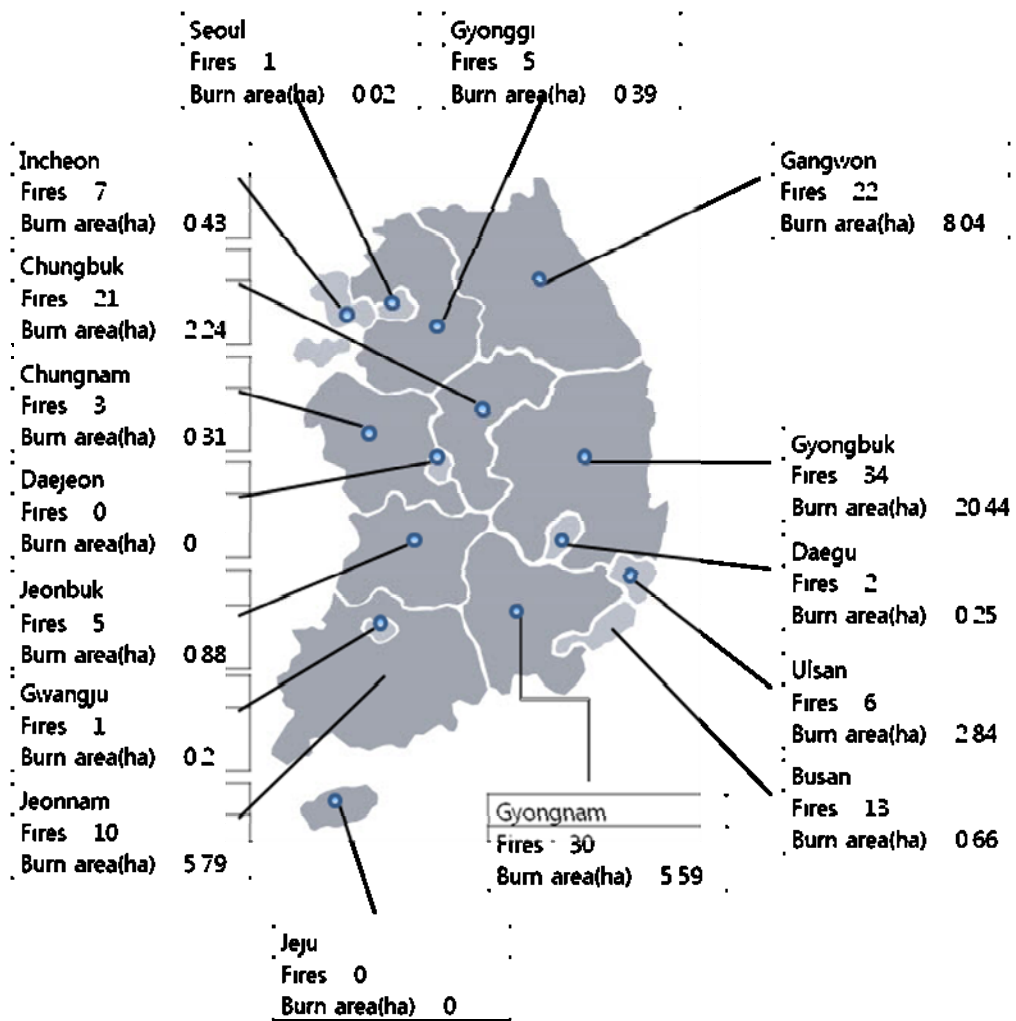 Seoul
Fires 1
Burn area(ha) 0.02
Gyonggi
Fires 5
Burn area(ha) 0.39
Incheon
Fires 7
Burn area(ha) 0.43
Gangwon
Fires 22
Burn area(ha) 8.04
Chungbuk
Fires 21
Burn area(ha) 2.24
Chungnam
Fires 3
Burn area(ha) 0.31
Daejeon
Fires 0
Burn area(ha) 0
Jeonbuk
Fires 5
Burn area(ha) 0.88
Gwangju
Fires 1
Burn area(ha) 0.2
Jeonnam
Fires 10
Burn area(ha) 5.79
Gyongbuk
Fires 34
Burn area(ha) 20.44
Daegu
Fires 2
Burn area(ha) 0.25
Ulsan
Fires 6
Burn area(ha) 2.84
Busan
Fires 13
Burn area(ha) 0.66
Gyongnam
Fires 30
Burn area(ha) 5.59
Jeju
Fires 0
Burn area(ha) 0